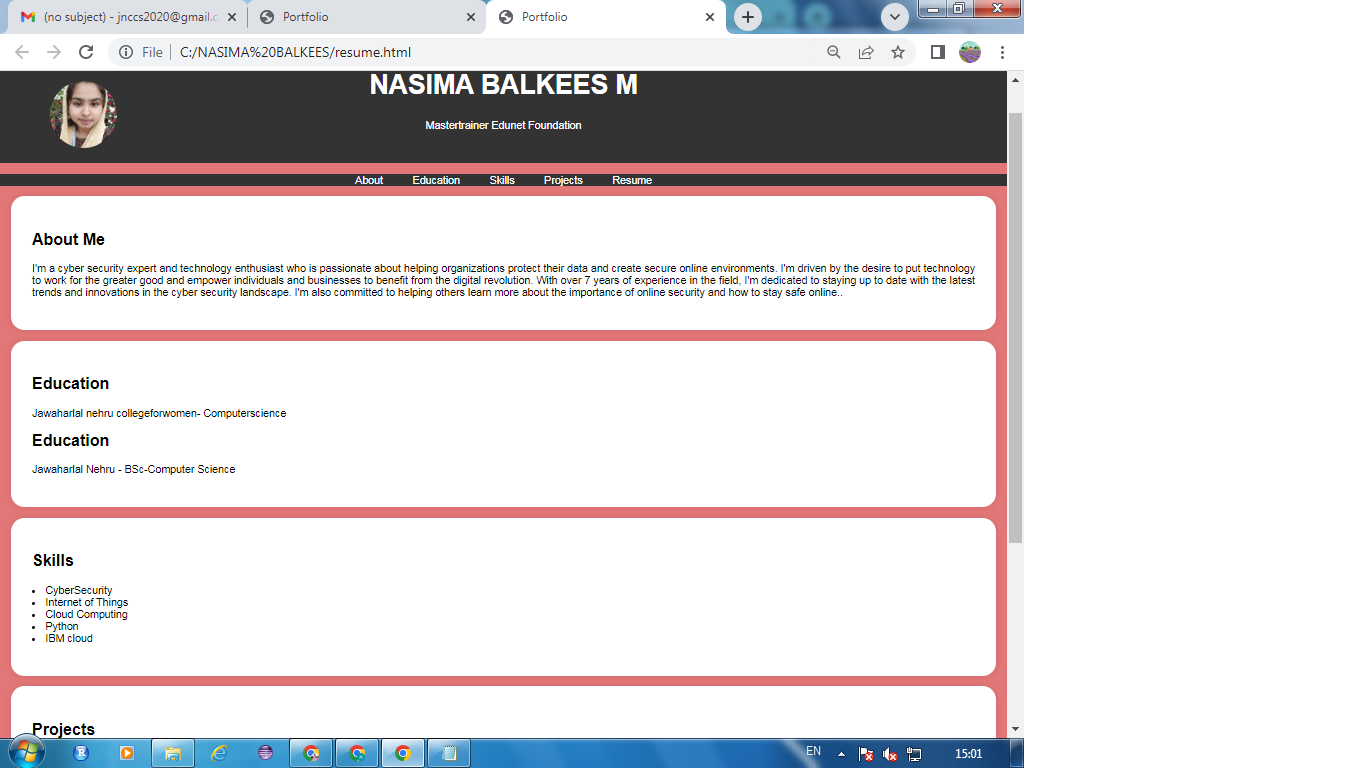 (no subject) - jnccs2020@gmail.c
Portfolio
Portfolio
File
C:/NASIMA%20BALKEES/resume.html
NASIMA BALKEES M
Mastertrainer Edunet Foundation
About Education Skills Projects Resume
About Me
I'm a cyber security expert and technology enthusiast who is passionate about helping organizations protect their data and create secure online environments. I'm driven by the desire to put technology
to work for the greater good and empower individuals and businesses to benefit from the digital revolution. With over 7 years of experience in the field, I'm dedicated to staying up to date with the latest
trends and innovations in the cyber security landscape. I'm also committed to helping others learn more about the importance of online security and how to stay safe online..
Education
Jawaharlal nehru collegeforwomen- Computerscience
Education
Jawaharlal Nehru - BSc-Computer Science
Skills
CyberSecurity
Internet of Things
Cloud Computing
Python
IBM cloud
Projects
EN
15:01